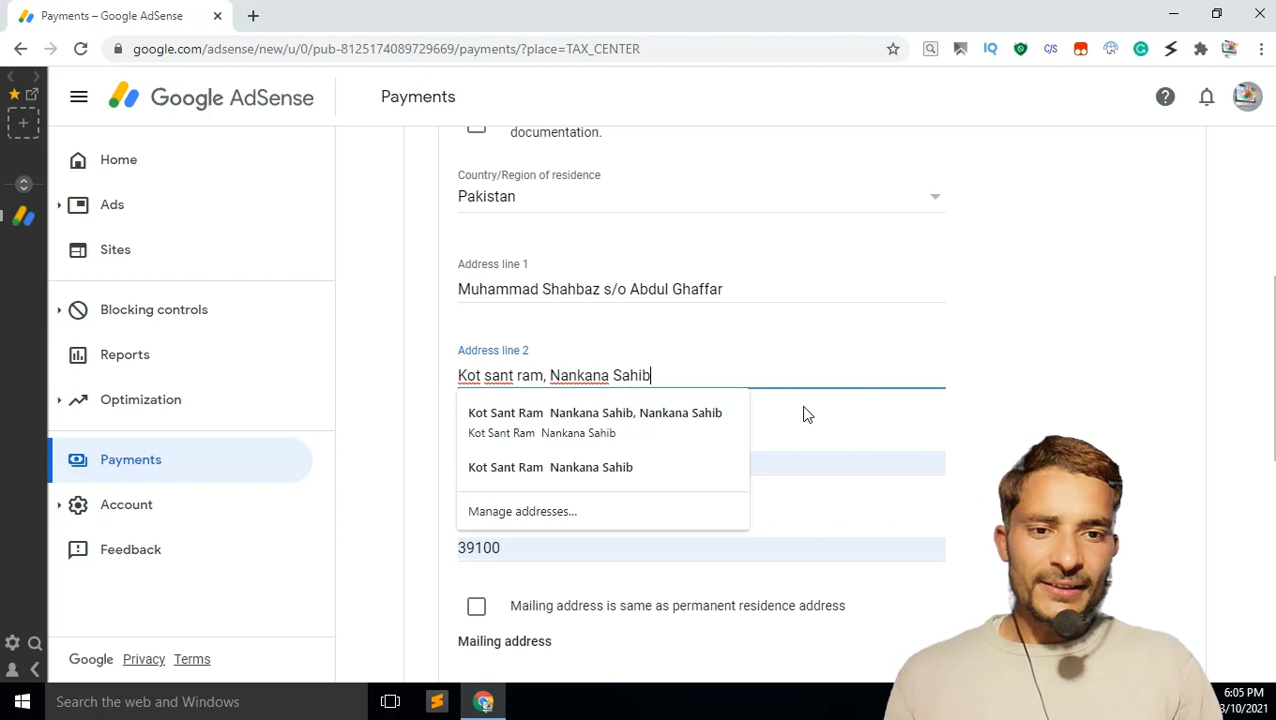 Payments – Google AdSense
google.com/adsense/new/u/0/pub-8125174089729669/payments/?place=TAX_CENTER
Google AdSense
Payments
Home
Ads
Sites
Blocking controls
Reports
Optimization
Payments
Account
Feedback
Google Privacy Terms
documentation.
Country/Region of residence
Pakistan
Address line 1
Muhammad Shahbaz s/o Abdul Ghaffar
Address line 2
Kot sant ram, Nankana Sahib
Kot Sant Ram Nankana Sahib, Nankana Sahib
Kot Sant Ram Nankana Sahib
Kot Sant Ram Nankana Sahib
Manage addresses...
39100
Mailing address is same as permanent residence address
Mailing address
Search the web and Windows
6:05 PM
3/10/2021
IQ
C/S